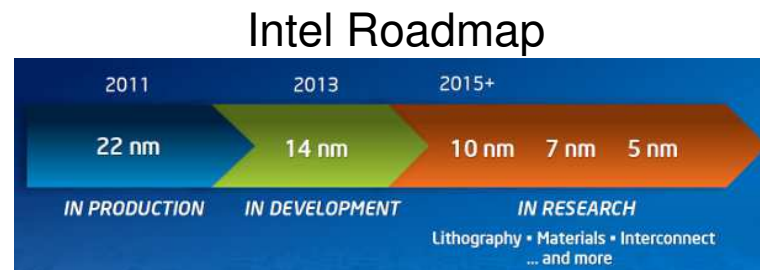 Intel Roadmap
2011 2013 2015+
22 nm 14 nm 10 nm 7 nm 5 nm
IN PRODUCTION IN DEVELOPMENT IN RESEARCH
Lithography ▪ Materials ▪ Interconnect
... and more